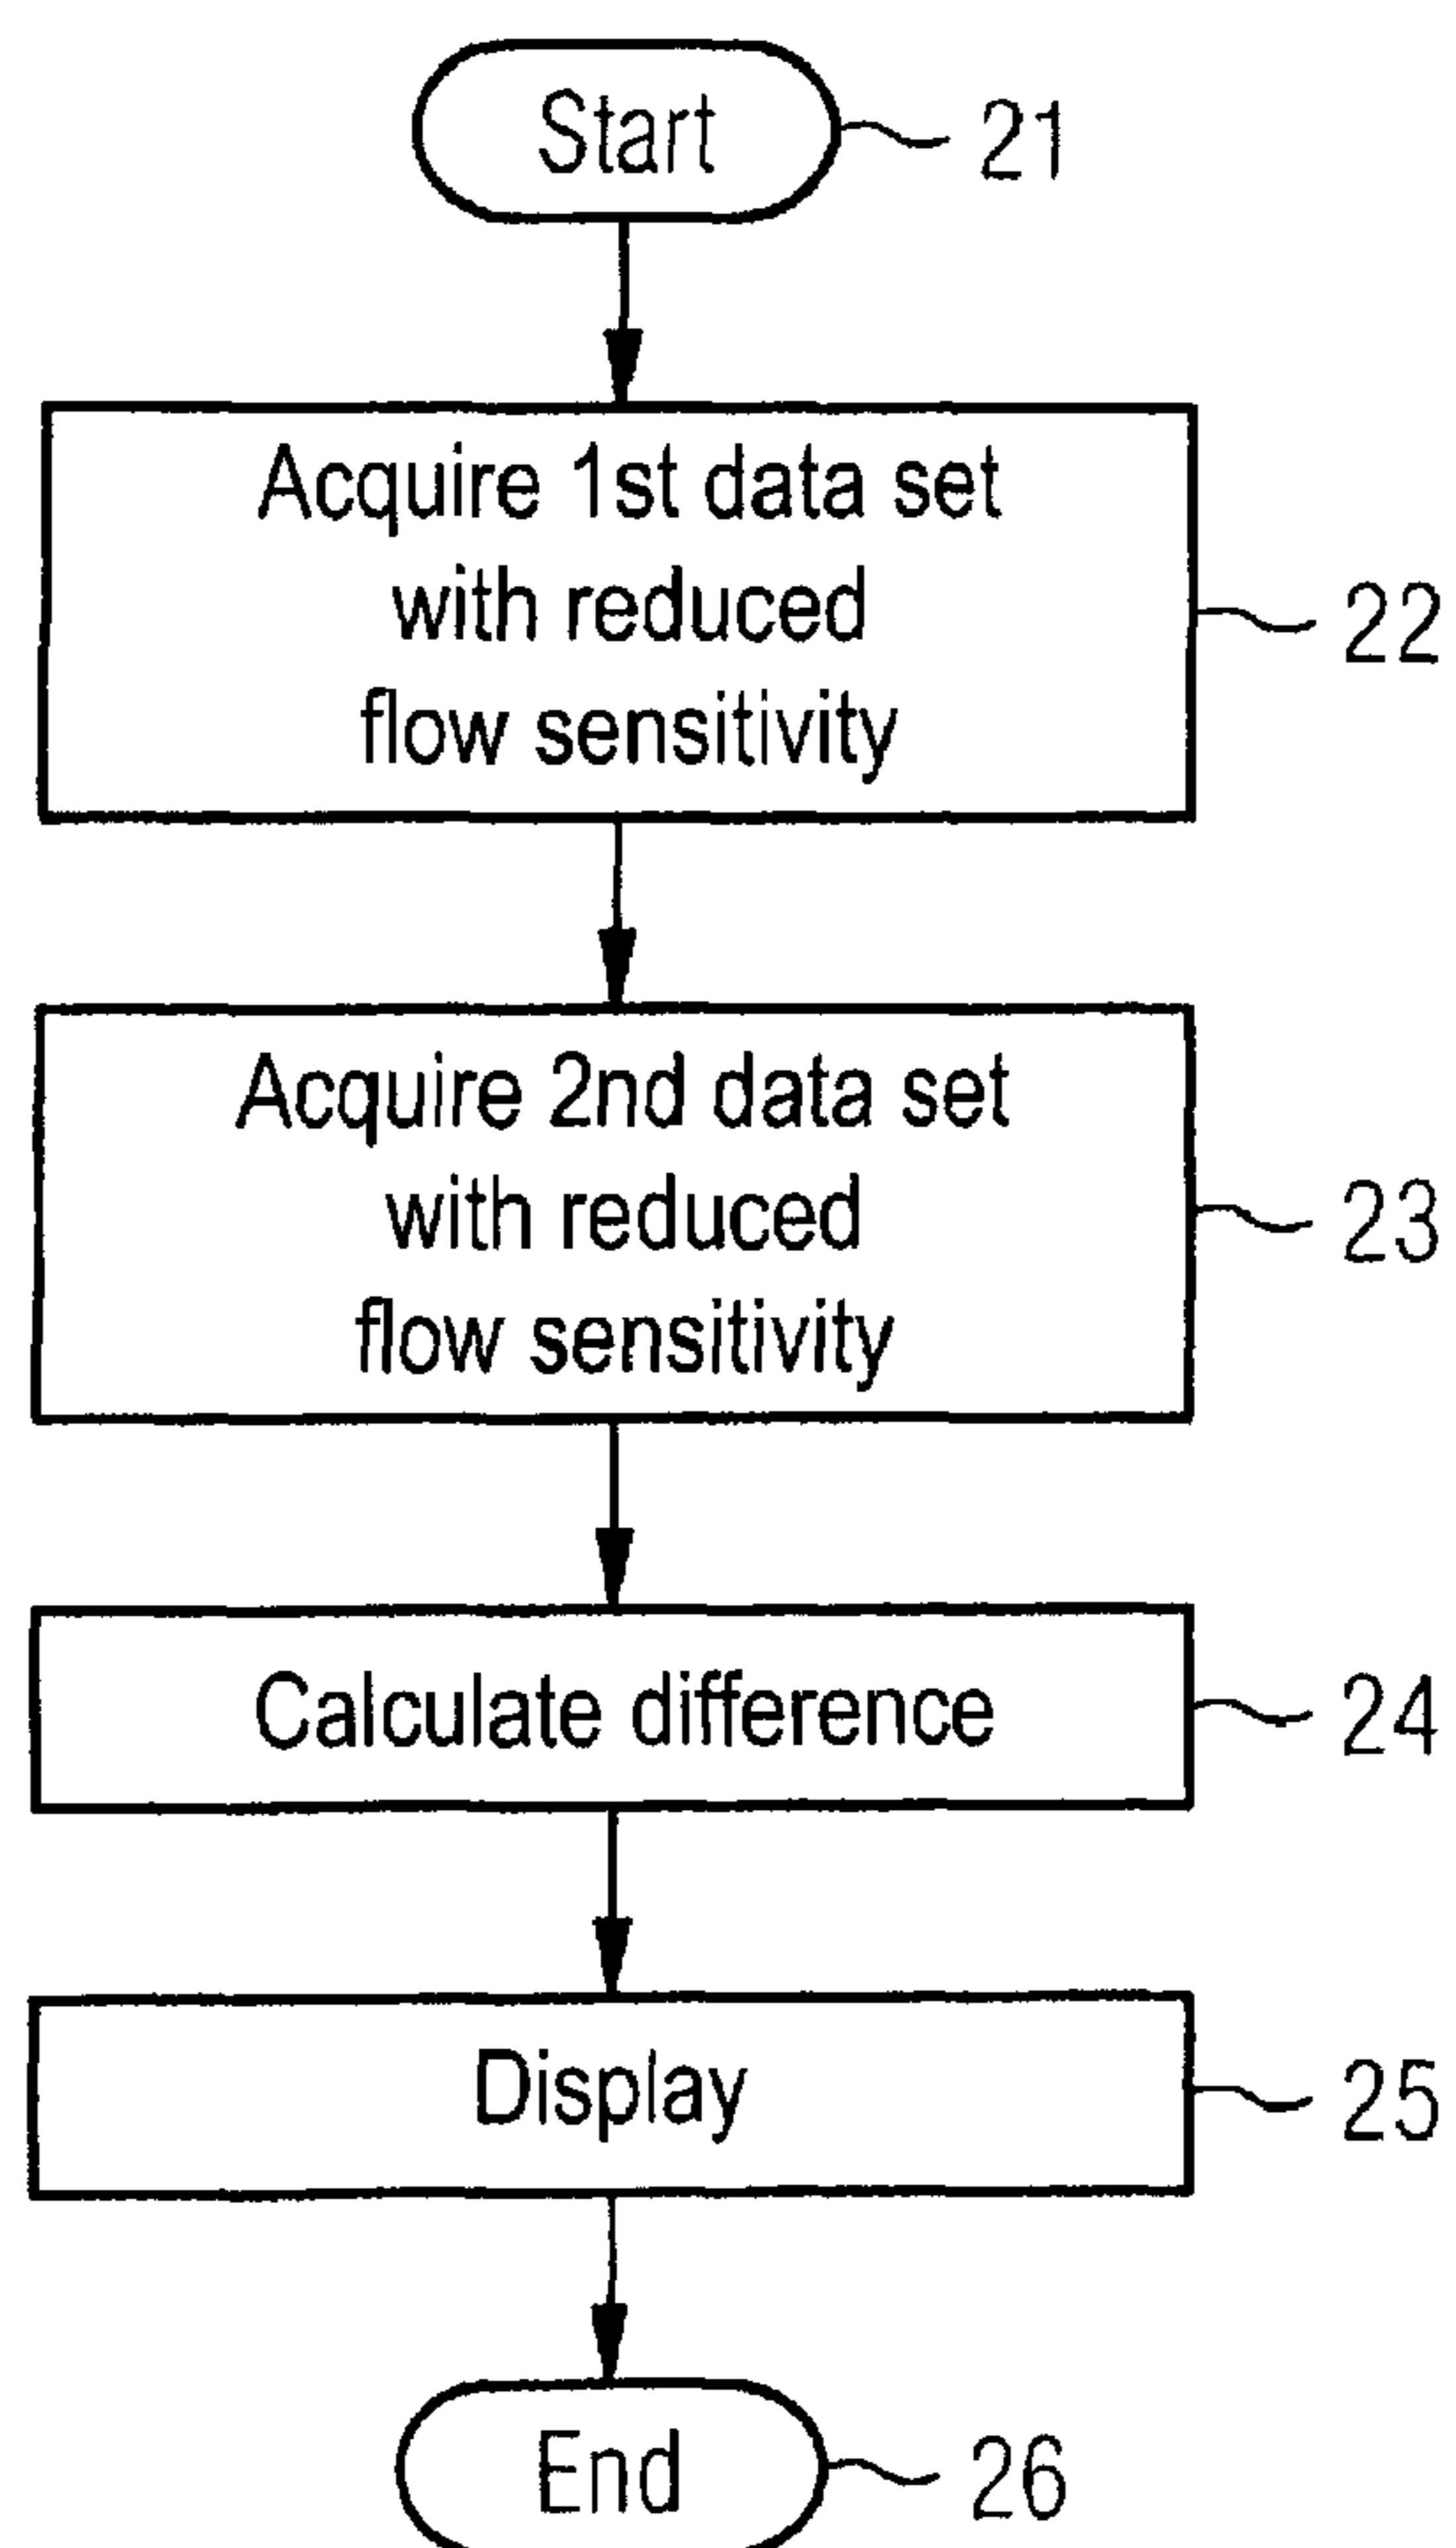 Start
21
Acquire 1st data set
with reduced
flow sensitivity
22
Acquire 2nd data set
with reduced
flow sensitivity
23
Calculate difference
24
Display
25
End
26